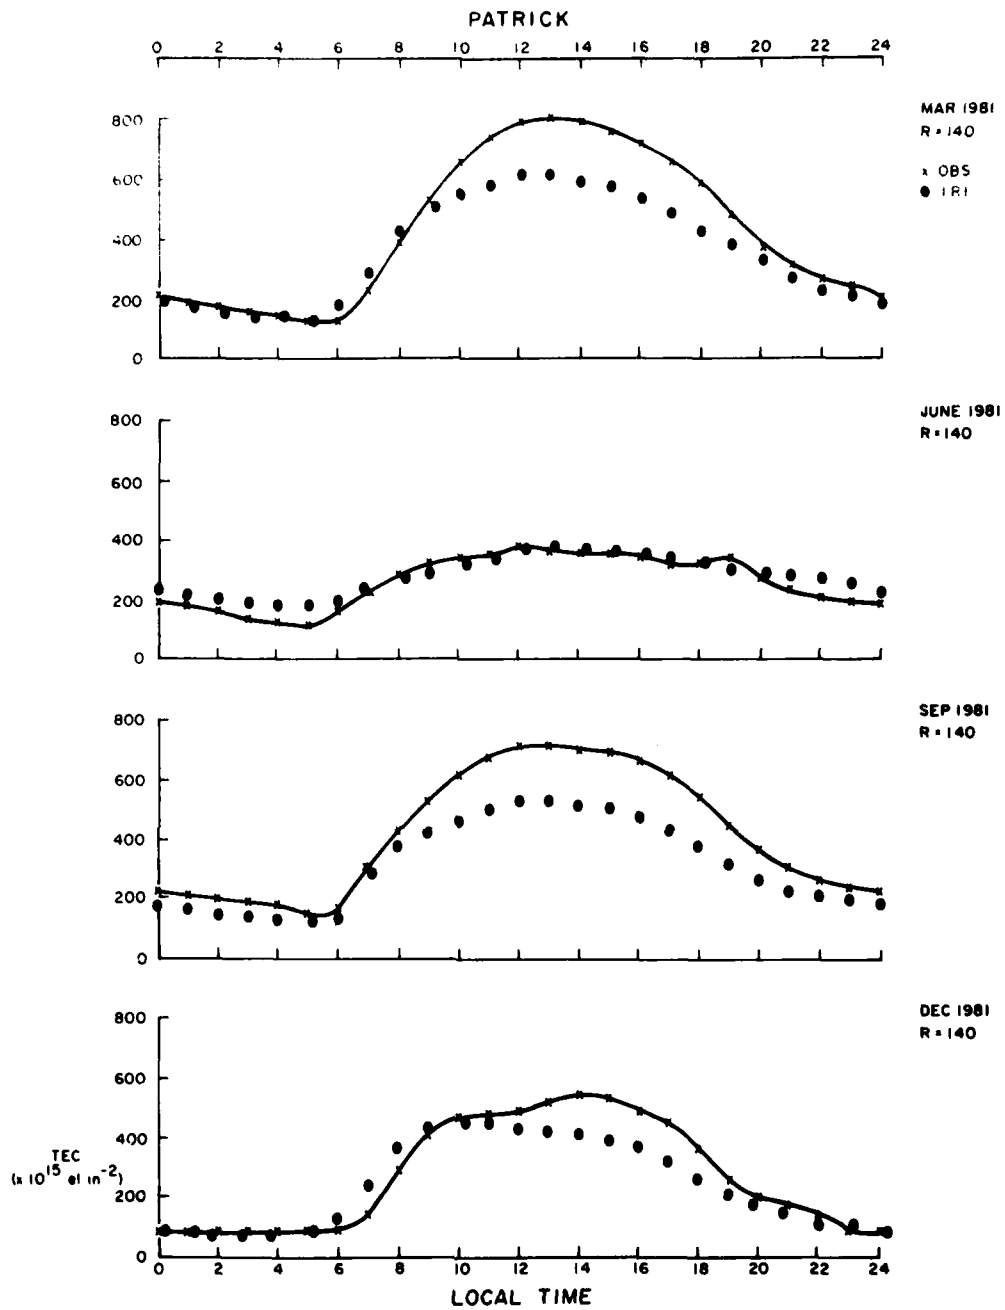 PATRICK
0 2 4 6 8 10 12 14 16 18 20 22 24
MAR 1981
R = 140
x OBS
● IRI
800
600
400
200
0
JUNE 1981
R = 140
800
600
400
200
0
SEP 1981
R = 140
800
600
400
200
0
DEC 1981
R = 140
800
600
400
200
0
TEC
(x 10¹⁵ el in⁻²)
0 2 4 6 8 10 12 14 16 18 20 22 24
LOCAL TIME